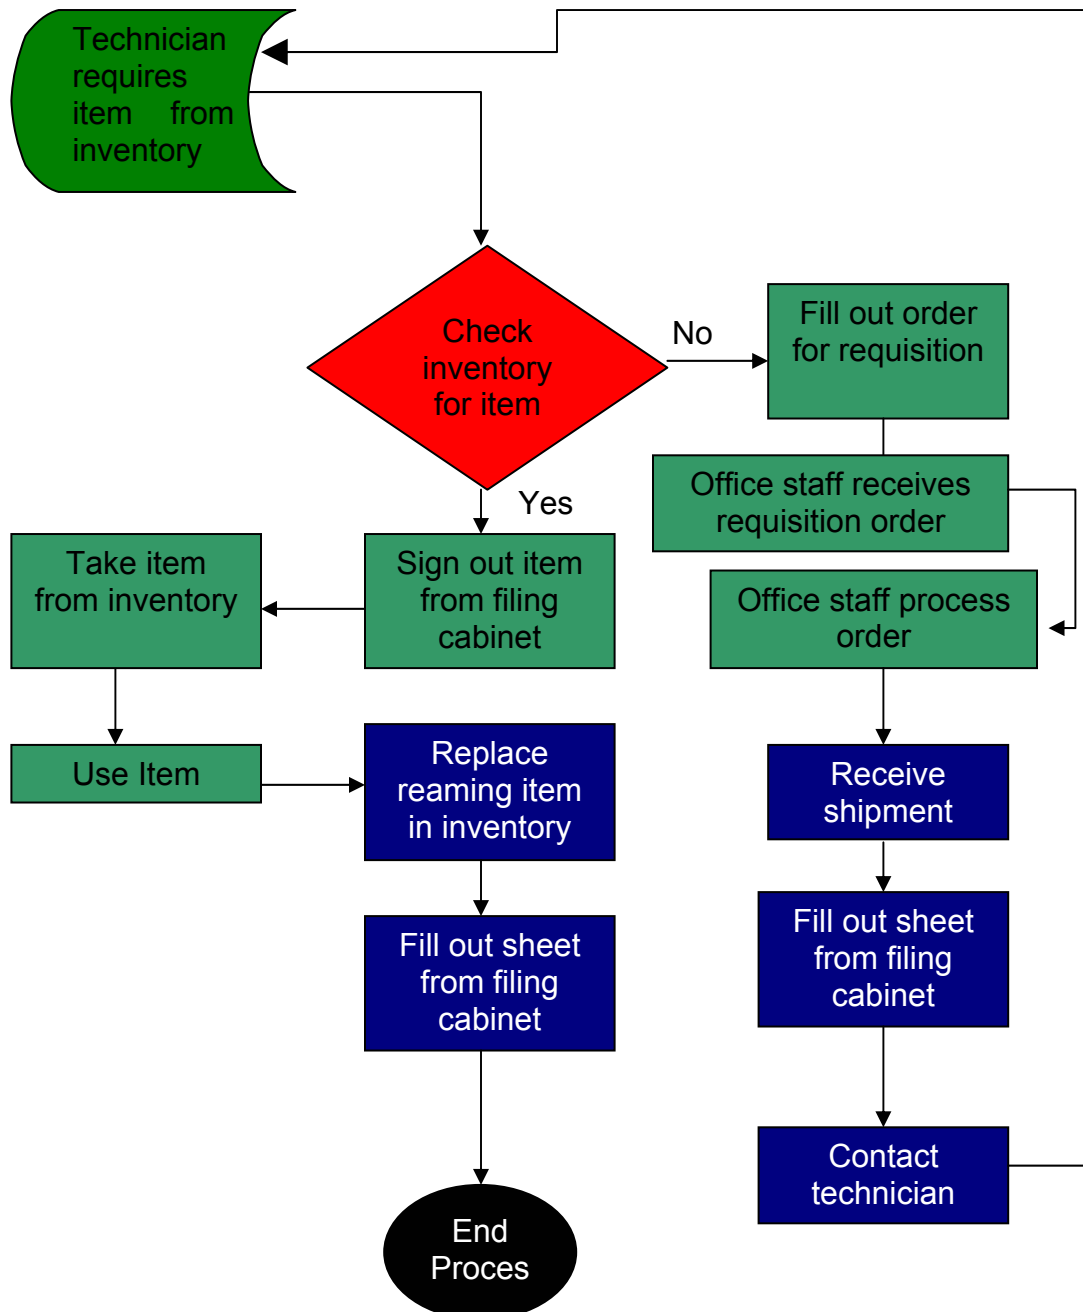 Technician
requires
item from
inventory
Check
inventory
for item
No
Fill out order
for requisition
Office staff receives
requisition order
Yes
Take item
from inventory
Sign out item
from filing
cabinet
Office staff process
order
Use Item
Replace
reaming item
in inventory
Receive
shipment
Fill out sheet
from filing
cabinet
Fill out sheet
from filing
cabinet
Contact
technician
End
Proces